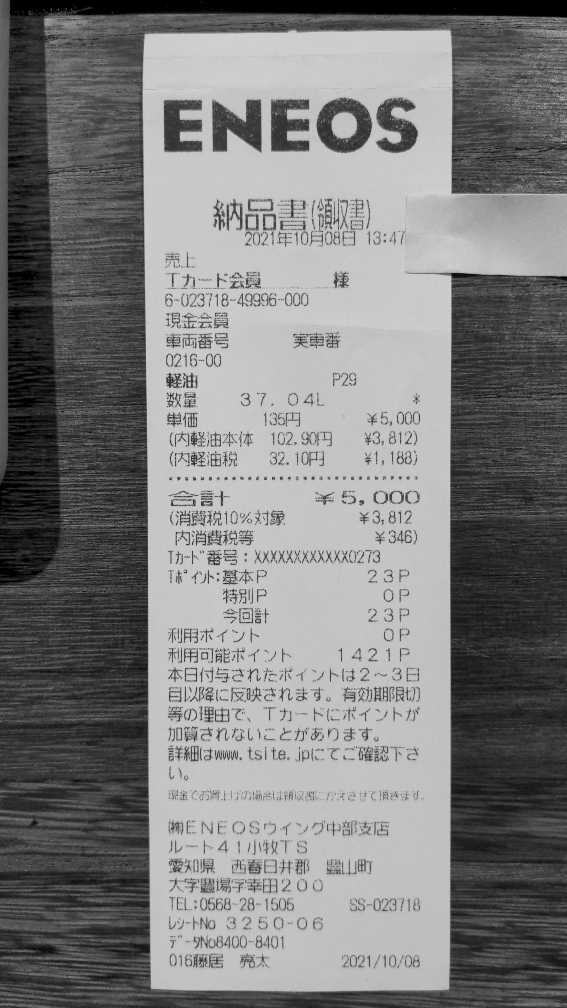 ENEOS
納品書(領収書)
2021年10月08日 13:47
売上
Tカード会員 様
6-023718-49996-000
現金会員
車両番号 実車番
0216-00
軽油 P29
数量 37.04L *
単価 135円 ¥5,000
(内軽油本体 102.90円 ¥3,812)
(内軽油税 32.10円 ¥1,188)
合計 ¥5,000
(消費税10%対象 ¥3,812
内消費税等 ¥346)
Tカード番号:XXXXXXXXXXXX0273
Tポイント:基本P 23P
特別P 0P
今回計 23P
利用ポイント 0P
利用可能ポイント 1421P
本日付与されたポイントは2~3日
目以降に反映されます。有効期限切
等の理由で、Tカードにポイントが
加算されないことがあります。
詳細はwww.tsite.jpにてご確認下さ
い。
現金でお買上げの場合は領収書にかえさせて頂きます。
㈱ENEOSウイング中部支店
ルート41小牧TS
愛知県 西春日井郡 豊山町
大字豊場字幸田200
TEL:0568-28-1505 SS-023718
レシートNo 3250-06
データNo8400-8401
016藤居 亮太 2021/10/08